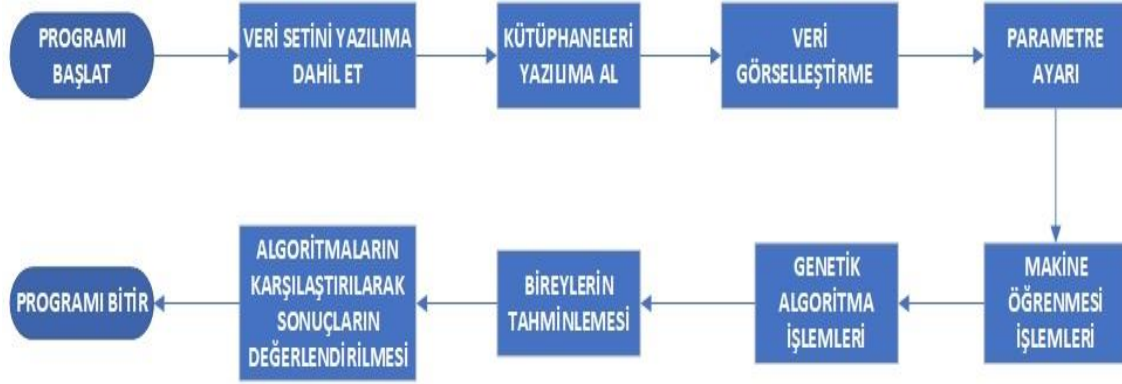 PROGRAMI
BAŞLAT
VERİ SETİNİ YAZILIMA
DAHİL ET
KÜTÜPHANELERİ
YAZILIMA AL
VERİ
GÖRSELLEŞTİRME
PARAMETRE
AYARI
MAKİNE
ÖĞRENMESİ
İŞLEMLERİ
GENETİK
ALGORİTMA
İŞLEMLERİ
BİREYLERİN
TAHMİNLEMESİ
ALGORİTMALARIN
KARŞILAŞTIRILARAK
SONUÇLARIN
DEĞERLENDİRİLMESİ
PROGRAMI BİTİR